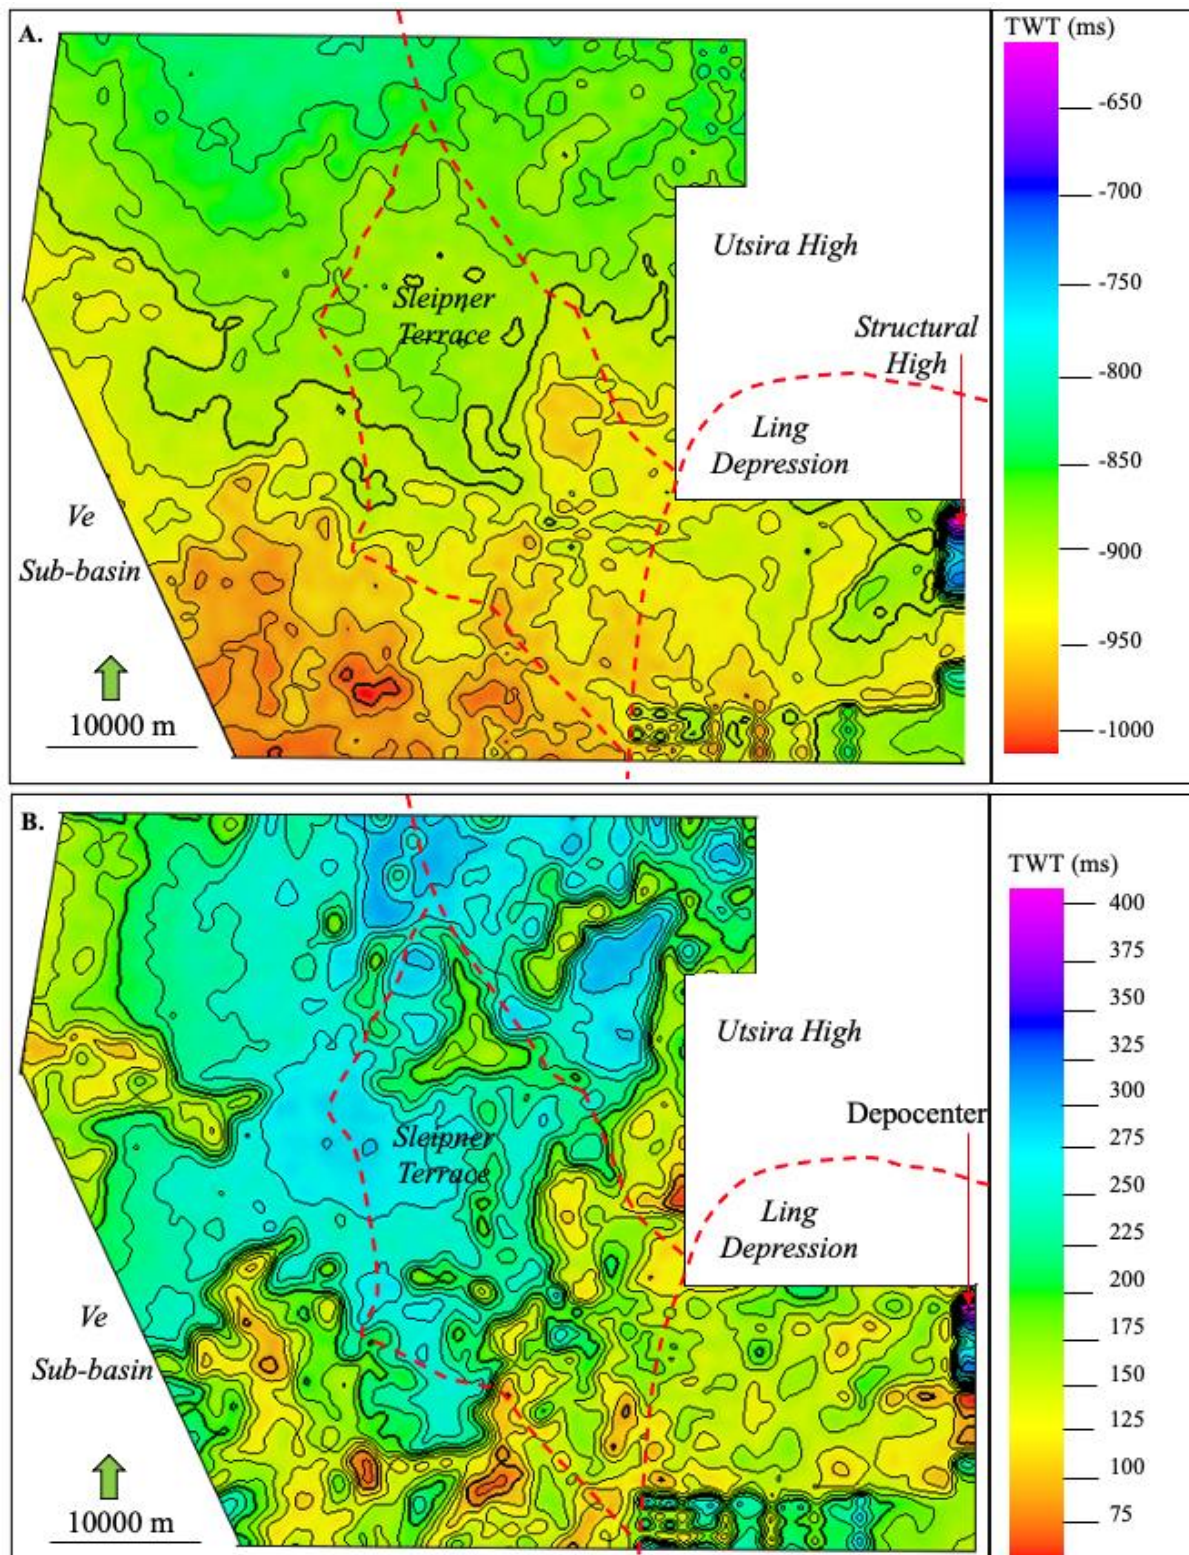 A.
TWT (ms)
-650
-700
-750
-800
-850
-900
-950
-1000
Utsira High
Structural
High
Sleipner
Terrace
Ling
Depression
Ve
Sub-basin
10000 m
B.
TWT (ms)
400
375
350
325
300
275
250
225
200
175
150
125
100
75
Utsira High
Depocenter
Sleipner
Terrace
Ling
Depression
Ve
Sub-basin
10000 m